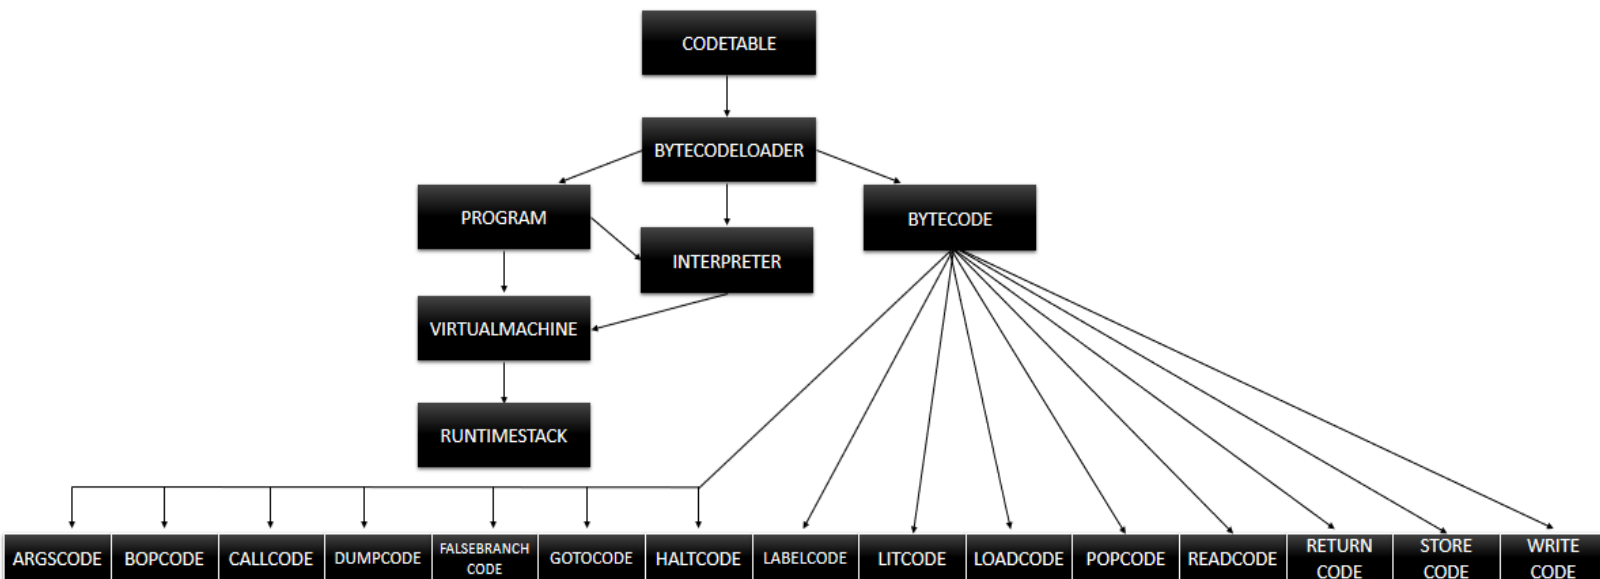 CODETABLE
BYTECODELOADER
PROGRAM
BYTECODE
INTERPRETER
VIRTUALMACHINE
RUNTIMESTACK
ARGSCODE
BOPCODE
CALLCODE
DUMPCODE
FALSEBRANCH
CODE
GOTOCODE
HALTCODE
LABELCODE
LITCODE
LOADCODE
POPCODE
READCODE
RETURN
CODE
STORE
CODE
WRITE
CODE